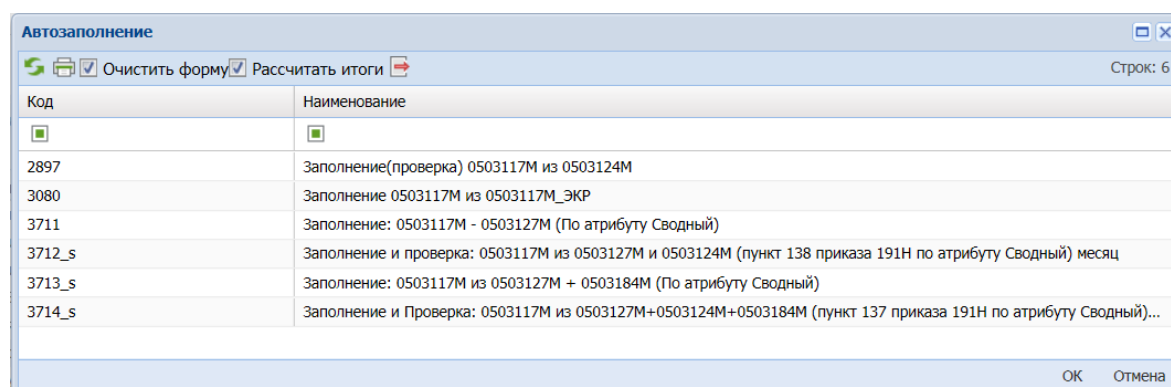 Автозаполнение
Очистить форму Рассчитать итоги Строк: 6
Код Наименование
2897 Заполнение(проверка) 0503117М из 0503124М
3080 Заполнение 0503117М из 0503117М_ЭКР
3711 Заполнение: 0503117М - 0503127М (По атрибуту Сводный)
3712_s Заполнение и проверка: 0503117М из 0503127М и 0503124М (пункт 138 приказа 191Н по атрибуту Сводный) месяц
3713_s Заполнение: 0503117М из 0503127М + 0503184М (По атрибуту Сводный)
3714_s Заполнение и Проверка: 0503117М из 0503127М+0503124М+0503184М (пункт 137 приказа 191Н по атрибуту Сводный)...
ОК Отмена